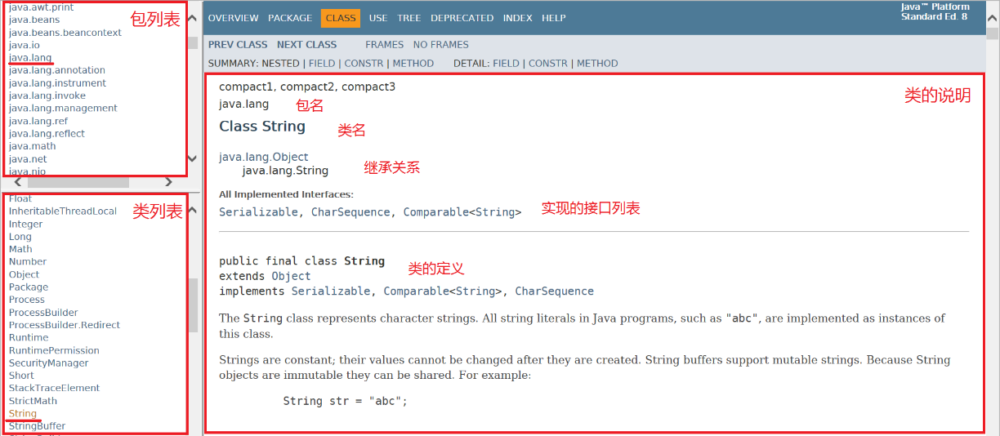 java.awt.print
java.beans
java.beans.beancontext
java.io
java.lang
java.lang.annotation
java.lang.instrument
java.lang.invoke
java.lang.management
java.lang.ref
java.lang.reflect
java.math
java.net
java.nio
包列表
Float
InheritableThreadLocal
Integer
Long
Math
Number
Object
Package
Process
ProcessBuilder
ProcessBuilder.Redirect
Runtime
RuntimePermission
SecurityManager
Short
StackTraceElement
StrictMath
String
StringBuffer
类列表
OVERVIEW PACKAGE CLASS USE TREE DEPRECATED INDEX HELP
Java™ Platform
Standard Ed. 8
PREV CLASS NEXT CLASS FRAMES NO FRAMES
SUMMARY: NESTED | FIELD | CONSTR | METHOD DETAIL: FIELD | CONSTR | METHOD
类的说明
compact1, compact2, compact3
java.lang 包名
Class String 类名
java.lang.Object
java.lang.String 继承关系
All Implemented Interfaces:
Serializable, CharSequence, Comparable<String> 实现的接口列表
public final class String 类的定义
extends Object
implements Serializable, Comparable<String>, CharSequence
The String class represents character strings. All string literals in Java programs, such as "abc", are implemented as instances of
this class.
Strings are constant; their values cannot be changed after they are created. String buffers support mutable strings. Because String
objects are immutable they can be shared. For example:
String str = "abc";